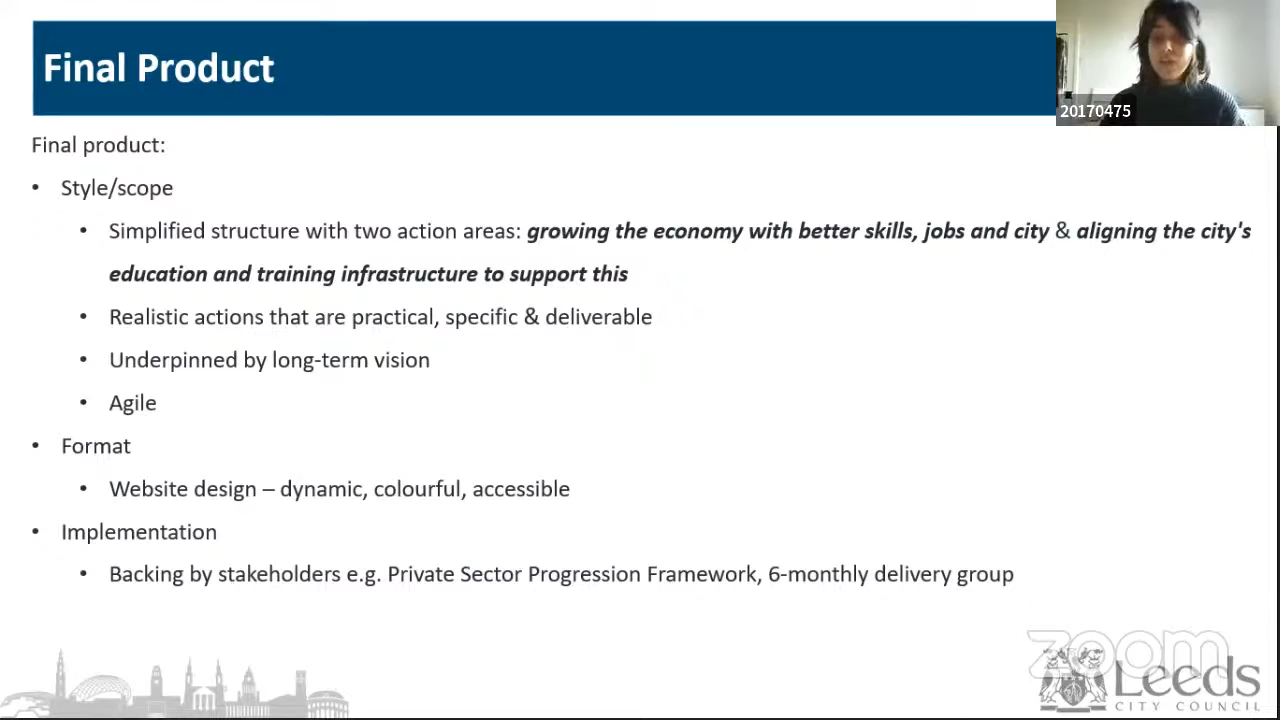 Final Product
20170475
Final product:
• Style/scope
• Simplified structure with two action areas: growing the economy with better skills, jobs and city & aligning the city's
education and training infrastructure to support this
• Realistic actions that are practical, specific & deliverable
• Underpinned by long-term vision
• Agile
• Format
• Website design – dynamic, colourful, accessible
• Implementation
• Backing by stakeholders e.g. Private Sector Progression Framework, 6-monthly delivery group
zoom
Leeds
CITY COUNCIL